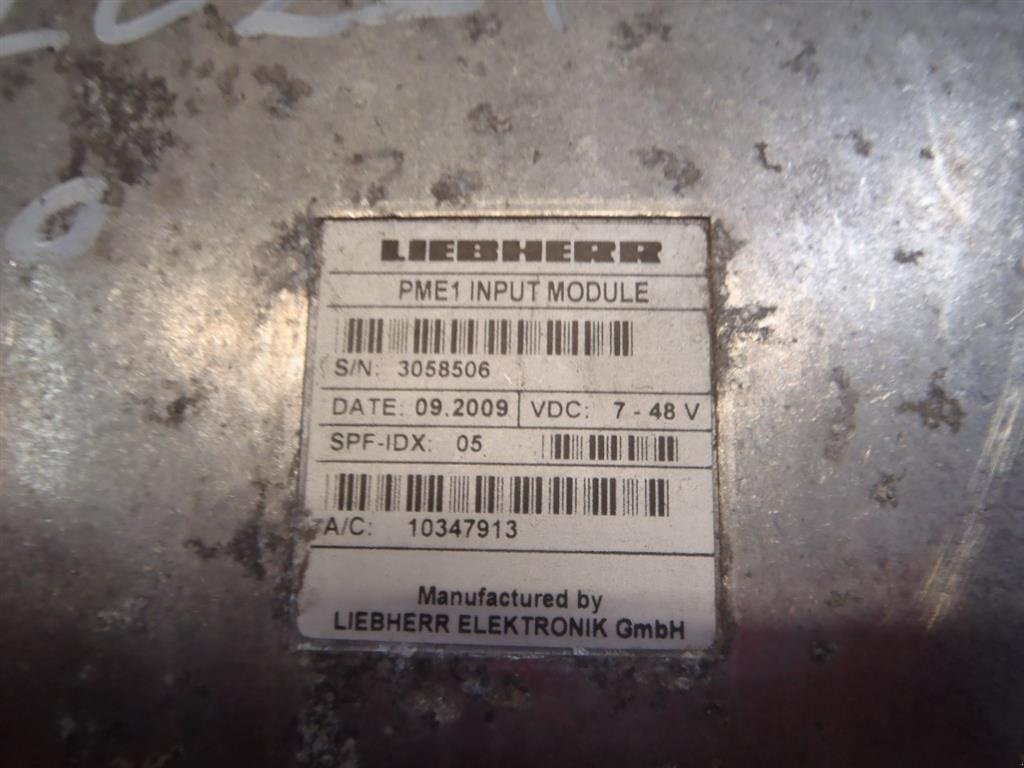 LIEBHERR
PME1 INPUT MODULE
S/N: 3058506
DATE: 09.2009 VDC: 7 - 48 V
SPF-IDX: 05
A/C: 10347913
Manufactured by
LIEBHERR ELEKTRONIK GmbH